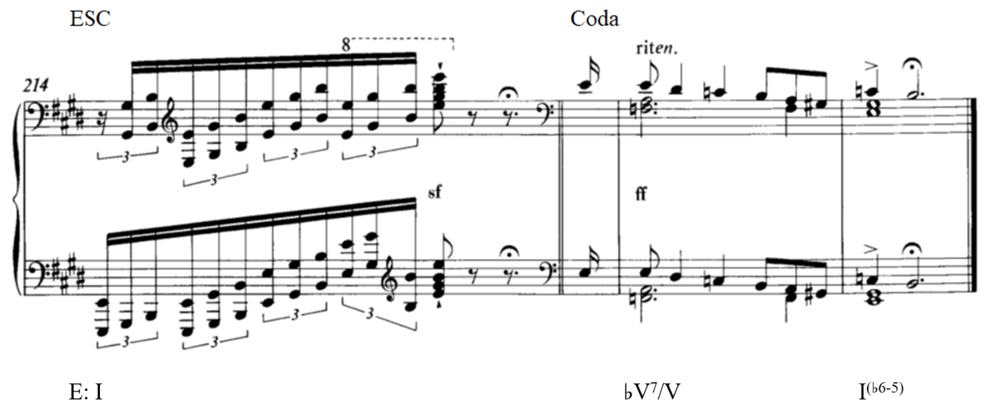 ESC Coda
8
riten.
214
3 3 3 3
sf ff
3 3 3 3
E: I ♭V⁷/V I⁽♭⁶⁻⁵⁾